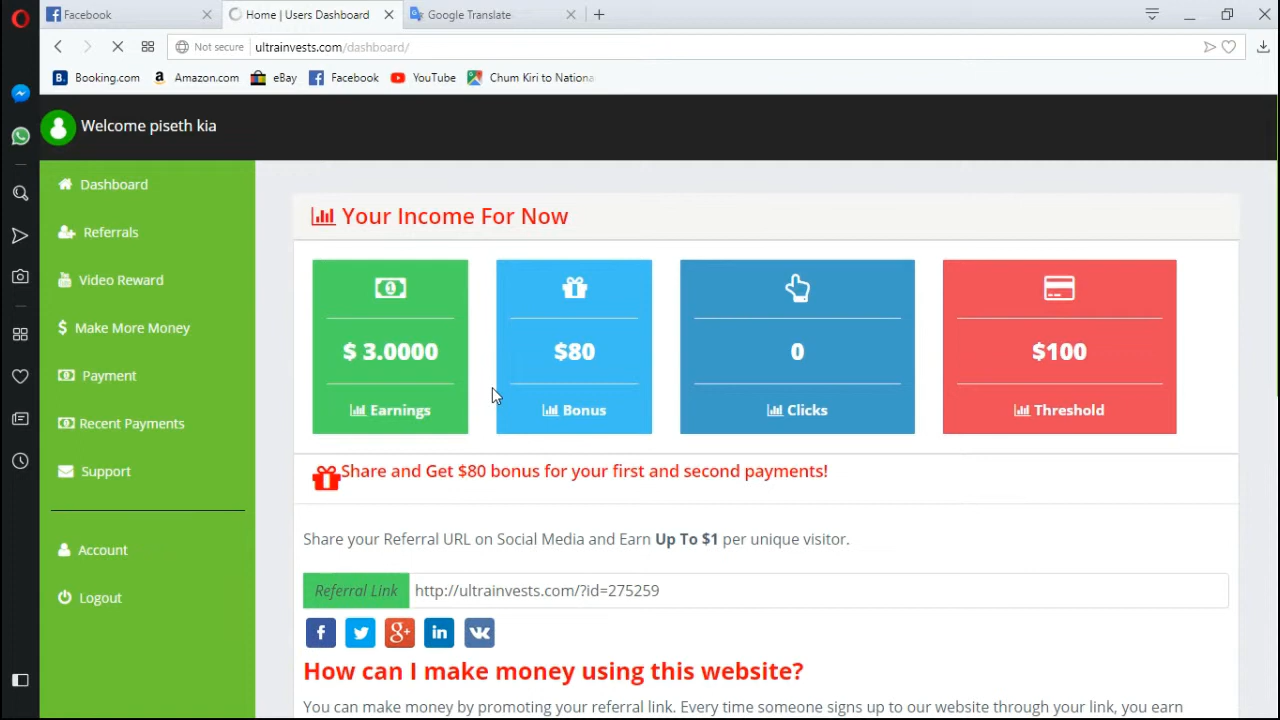 Facebook
Home | Users Dashboard
Google Translate
Not secure
ultrainvests.com/dashboard/
Booking.com
Amazon.com
eBay
Facebook
YouTube
Chum Kiri to Nationa
Welcome piseth kia
Dashboard
Referrals
Video Reward
Make More Money
Payment
Recent Payments
Support
Account
Logout
Your Income For Now
$ 3.0000
Earnings
$80
Bonus
0
Clicks
$100
Threshold
Share and Get $80 bonus for your first and second payments!
Share your Referral URL on Social Media and Earn Up To $1 per unique visitor.
Referral Link http://ultrainvests.com/?id=275259
How can I make money using this website?
You can make money by promoting your referral link. Every time someone signs up to our website through your link, you earn